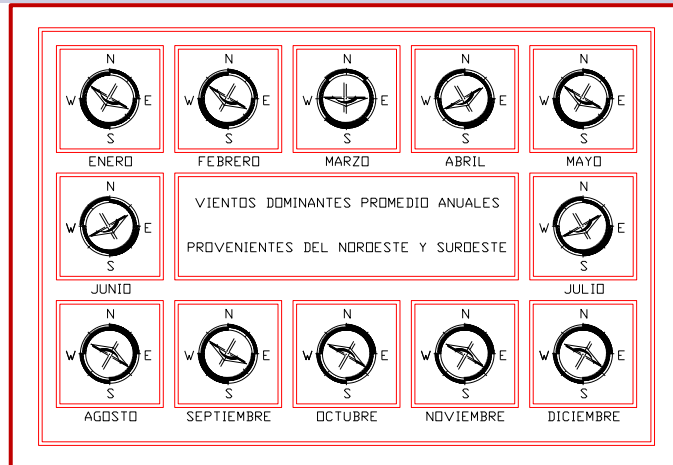 N
W E
S
ENERO
N
W E
S
FEBRERO
N
W E
S
MARZO
N
W E
S
ABRIL
N
W E
S
MAYO
N
W E
S
JUNIO
VIENTOS DOMINANTES PROMEDIO ANUALES
PROVENIENTES DEL NOROESTE Y SUROESTE
N
W E
S
JULIO
N
W E
S
AGOSTO
N
W E
S
SEPTIEMBRE
N
W E
S
OCTUBRE
N
W E
S
NOVIEMBRE
N
W E
S
DICIEMBRE